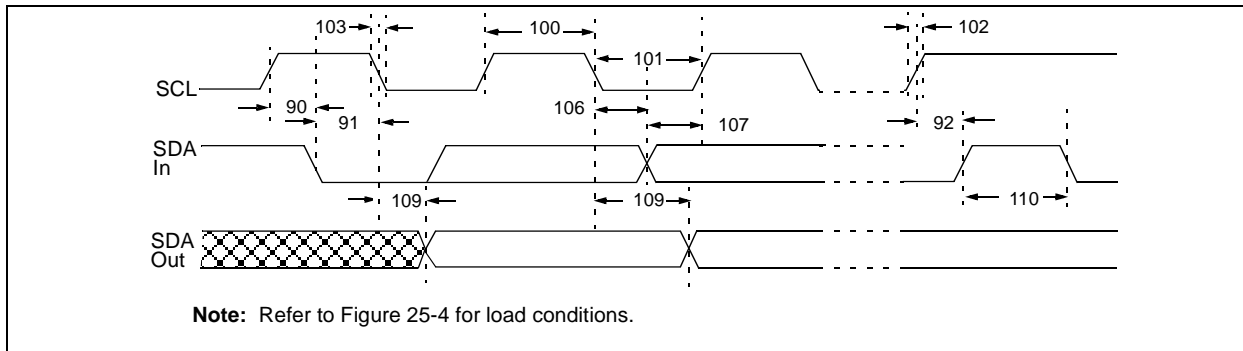 103
100
102
101
SCL
90
106
91
107
92
SDA
In
109
109
110
SDA
Out
Note: Refer to Figure 25-4 for load conditions.